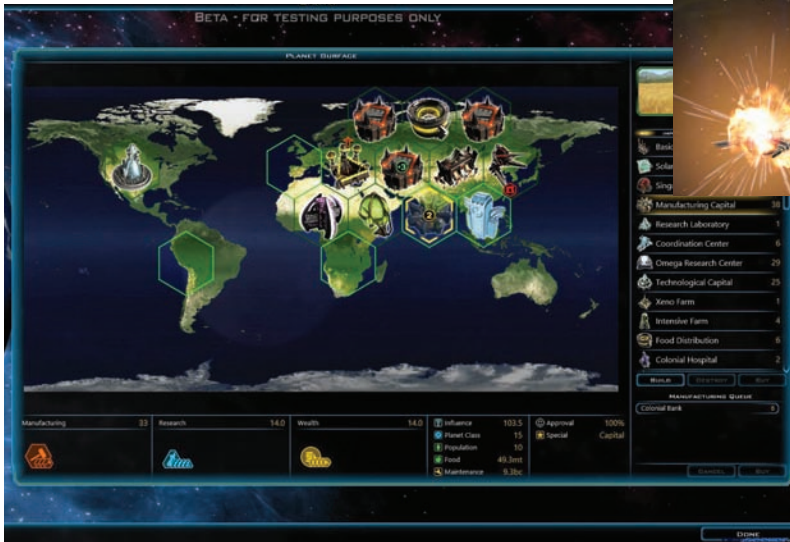 BETA - FOR TESTING PURPOSES ONLY
PLANET SURFACE
Manufacturing Capital 38
Research Laboratory 1
Coordination Center 6
Omega Research Center 29
Technological Capital 25
Xeno Farm 1
Intensive Farm 4
Food Distribution 6
Colonial Hospital 2
BUILD DESTROY BUY
MANUFACTURING QUEUE
Colonial Bank 8
3
2
Manufacturing 33
Research 14.0
Wealth 14.0
Influence 103.5
Planet Class 15
Population 10
Food 49.3mt
Maintenance 9.3bc
Approval 100%
Special Capital
CANCEL BUY
DONE